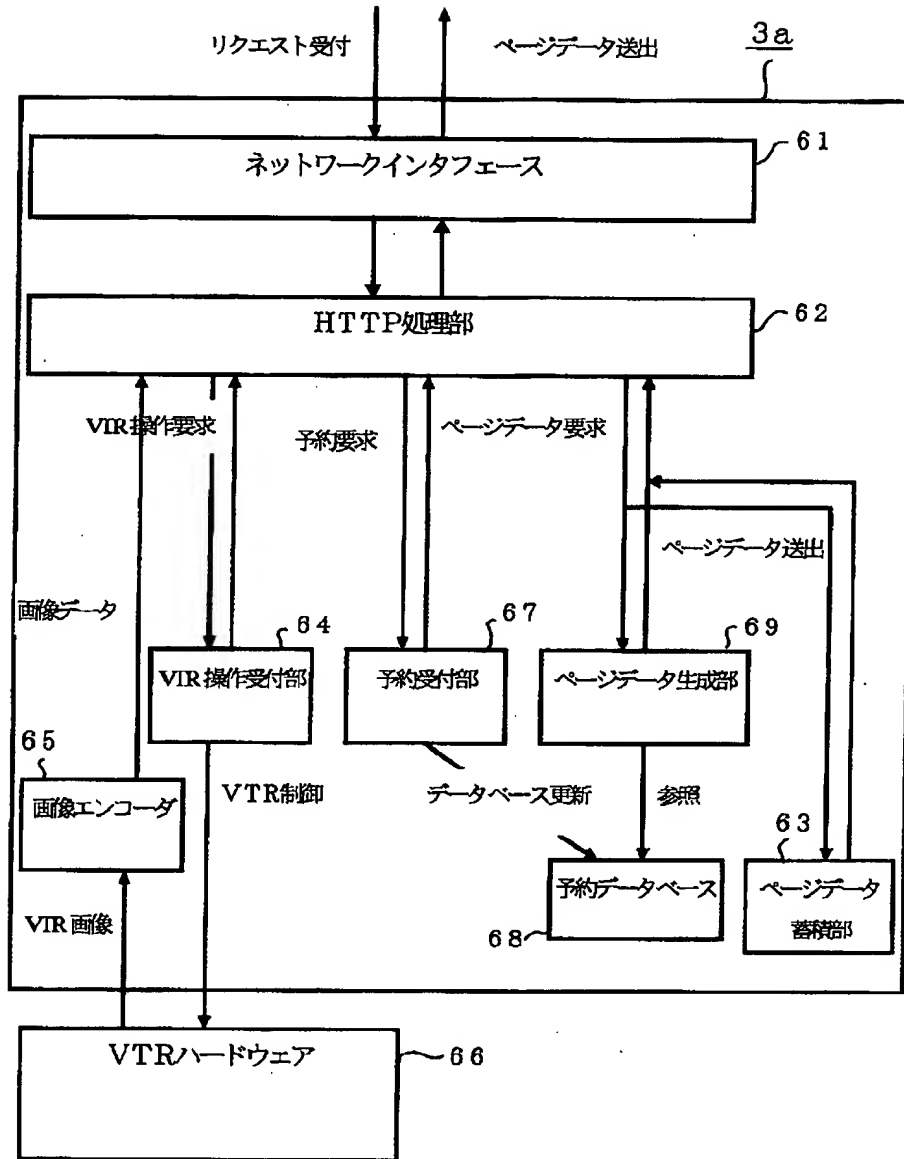 リクエスト受付
ページデータ送出
3a
ネットワークインタフェース
61
HTTP処理部
62
VTR操作要求
予約要求
ページデータ要求
ページデータ送出
画像データ
64
67
69
VTR操作受付部
予約受付部
ページデータ生成部
65
画像エンコーダ
VTR制御
データベース更新
参照
63
予約データベース
ページデータ
蓄積部
VTR画像
68
VTRハードウェア
66